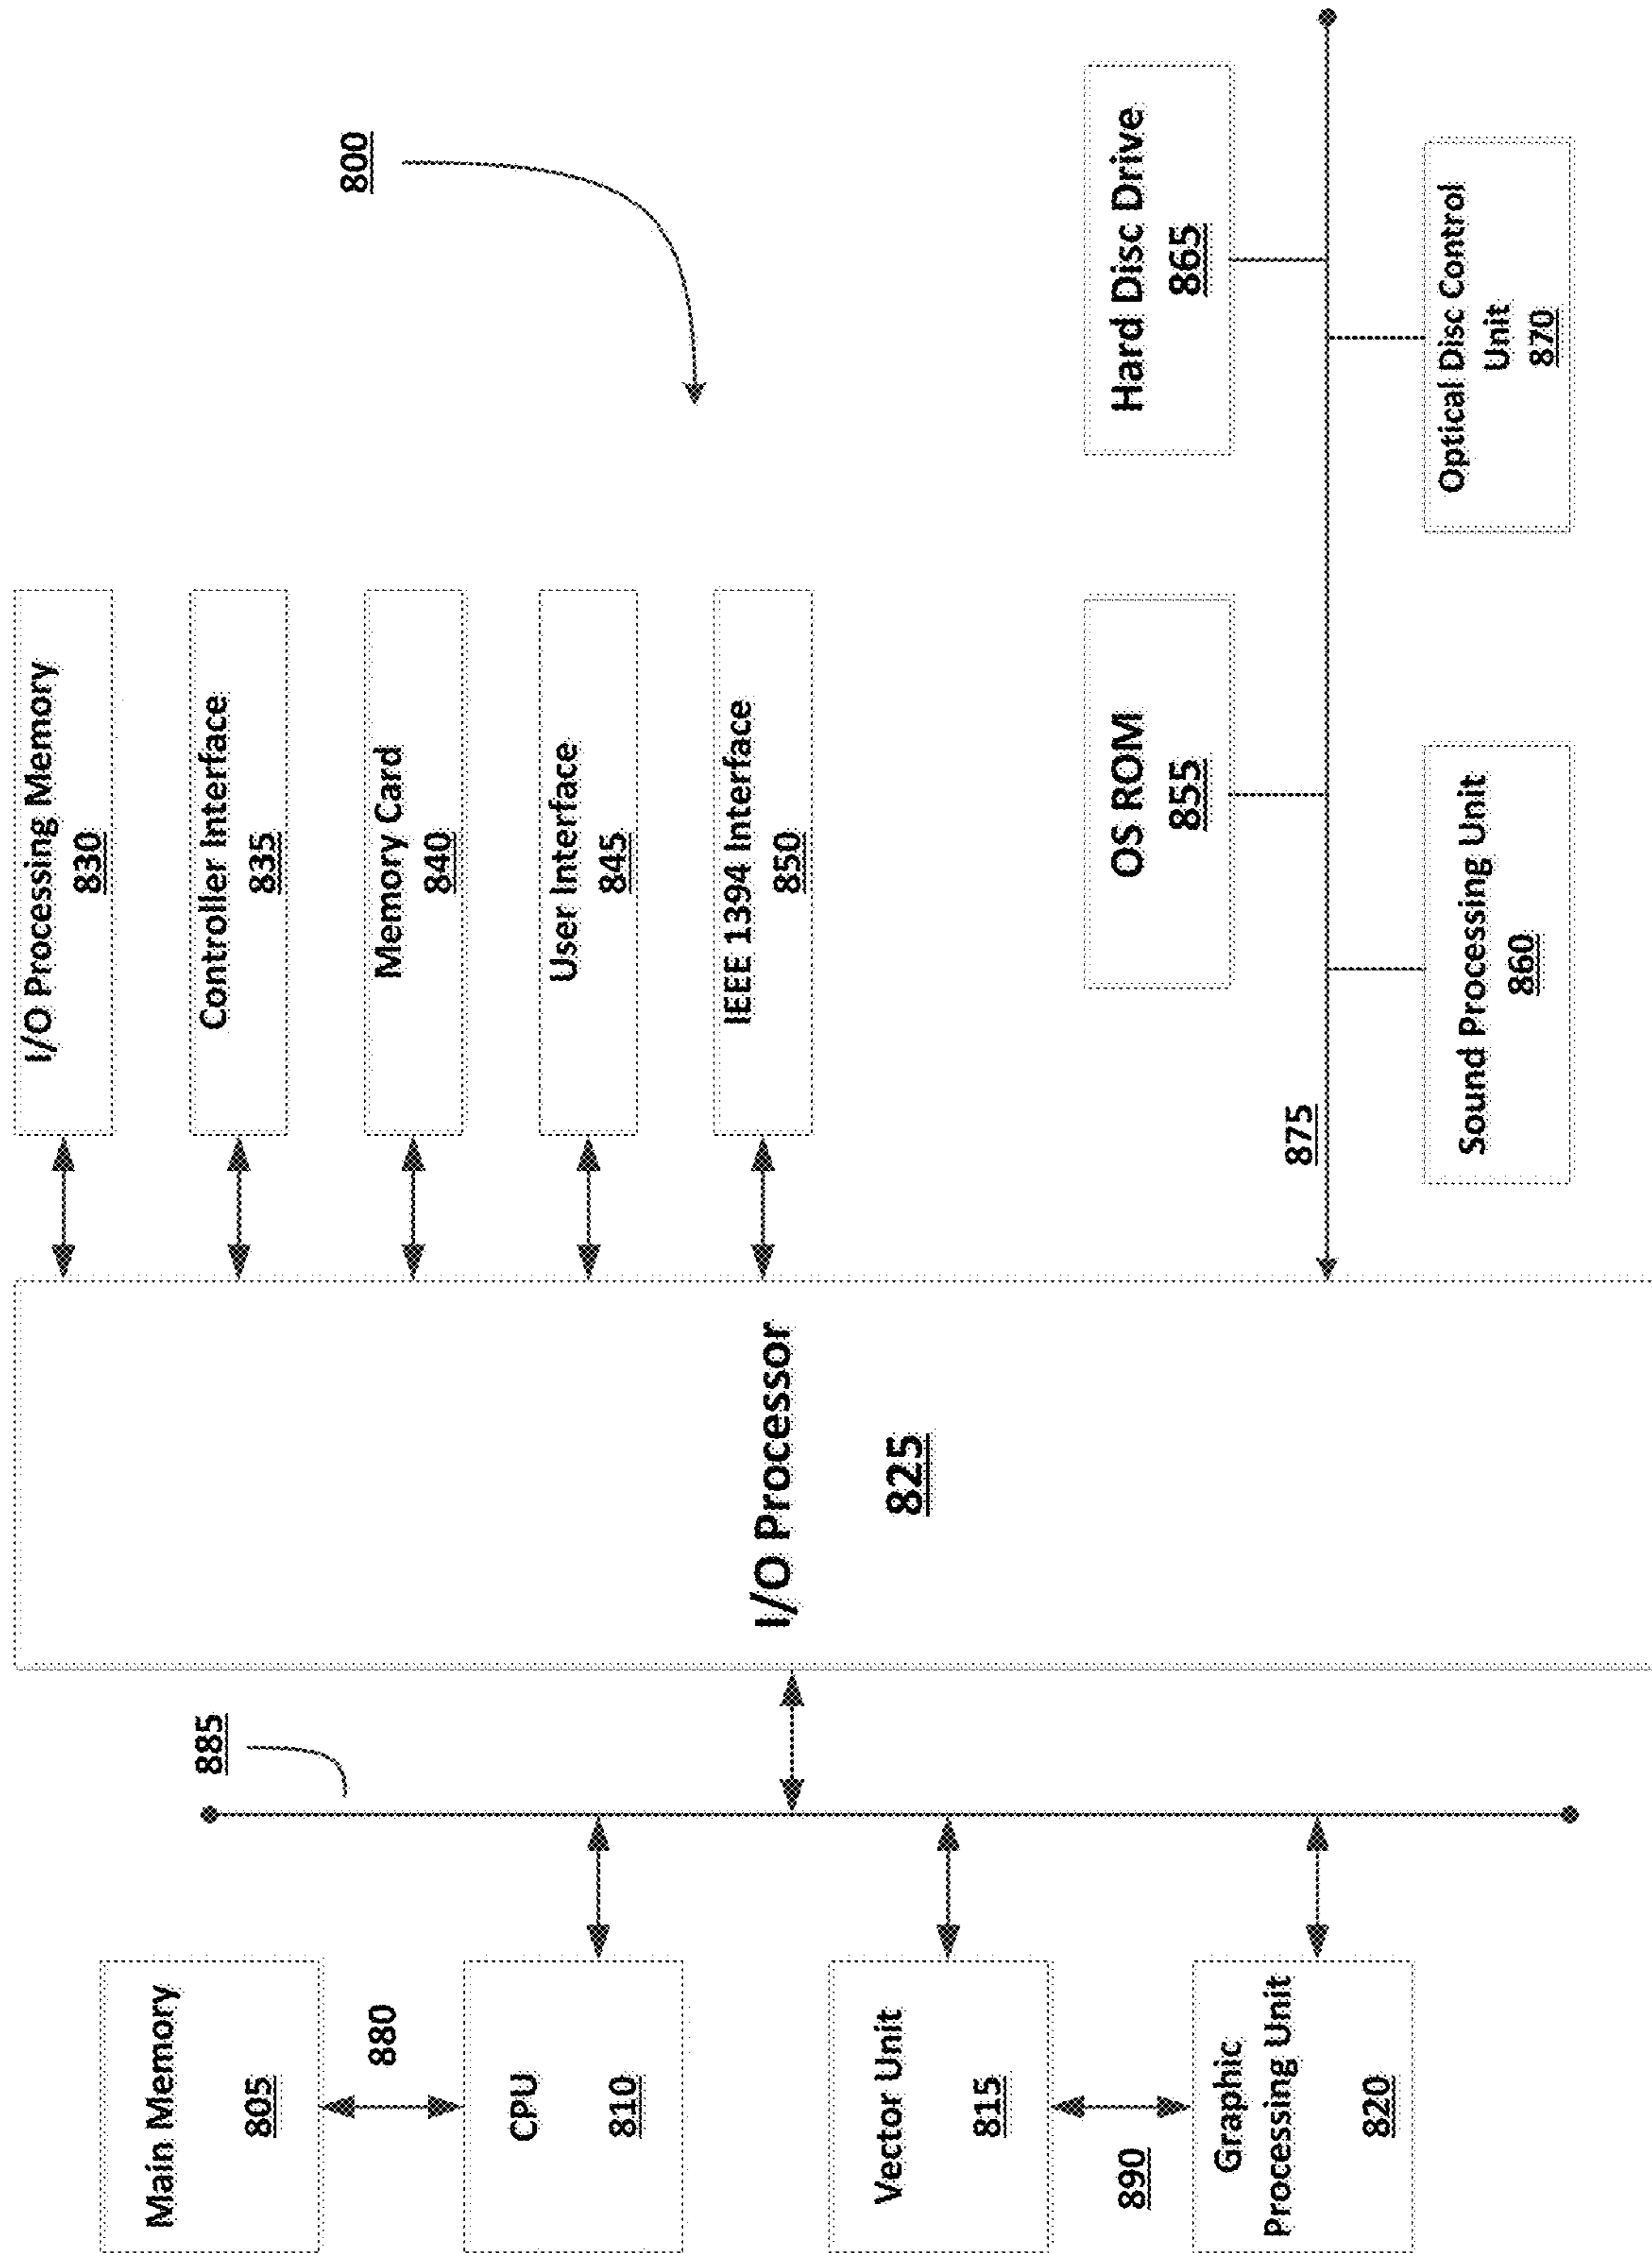 800
Main Memory
805
880
CPU
810
Vector Unit
815
890
Graphic
Processing Unit
820
885
I/O Processor
825
I/O Processing Memory
830
Controller Interface
835
Memory Card
840
User Interface
845
IEEE 1394 Interface
850
875
OS ROM
855
Hard Disc Drive
865
Sound Processing Unit
860
Optical Disc Control
Unit
870